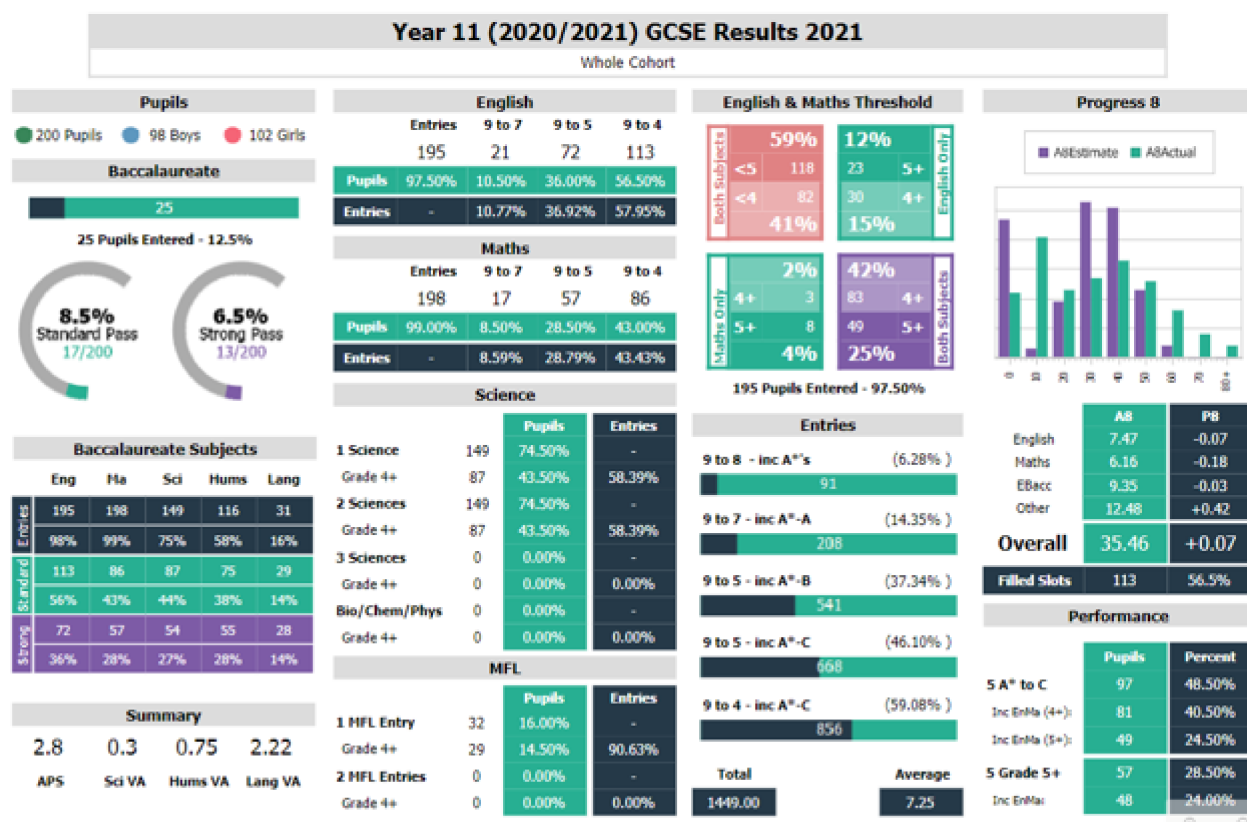 Year 11 (2020/2021) GCSE Results 2021
Whole Cohort
Pupils
200 Pupils 98 Boys 102 Girls
Baccalaureate
25
25 Pupils Entered - 12.5%
8.5%
Standard Pass
17/200
6.5%
Strong Pass
13/200
Baccalaureate Subjects
Eng Ma Sci Hums Lang
Entries
195 198 149 116 31
98% 99% 75% 58% 16%
Standard
113 86 87 75 29
56% 43% 44% 38% 14%
Strong
72 57 54 55 28
36% 28% 27% 28% 14%
Summary
2.8 0.3 0.75 2.22
APS Sci VA Hums VA Lang VA
English
Entries 9 to 7 9 to 5 9 to 4
195 21 72 113
Pupils 97.50% 10.50% 36.00% 56.50%
Entries - 10.77% 36.92% 57.95%
Maths
Entries 9 to 7 9 to 5 9 to 4
198 17 57 86
Pupils 99.00% 8.50% 28.50% 43.00%
Entries - 8.59% 28.79% 43.43%
Science
Pupils Entries
1 Science 149 74.50% -
Grade 4+ 87 43.50% 58.39%
2 Sciences 149 74.50% -
Grade 4+ 87 43.50% 58.39%
3 Sciences 0 0.00% -
Grade 4+ 0 0.00% 0.00%
Bio/Chem/Phys 0 0.00% -
Grade 4+ 0 0.00% 0.00%
MFL
Pupils Entries
1 MFL Entry 32 16.00% -
Grade 4+ 29 14.50% 90.63%
2 MFL Entries 0 0.00% -
Grade 4+ 0 0.00% 0.00%
English & Maths Threshold
Both Subjects
59%
<5 118
<4 82
41%
12%
23 5+
30 4+
15%
English Only
Maths Only
2%
4+ 3
5+ 8
4%
42%
83 4+
49 5+
25%
Both Subjects
195 Pupils Entered - 97.50%
Entries
9 to 8 - inc A*'s (6.28% )
91
9 to 7 - inc A*-A (14.35% )
208
9 to 5 - inc A*-B (37.34% )
541
9 to 5 - inc A*-C (46.10% )
668
9 to 4 - inc A*-C (59.08% )
856
Total Average
1449.00 7.25
Progress 8
A8Estimate A8Actual
0 10 20 30 40 50 60 70 80+
A8 P8
English 7.47 -0.07
Maths 6.16 -0.18
EBacc 9.35 -0.03
Other 12.48 +0.42
Overall 35.46 +0.07
Filled Slots 113 56.5%
Performance
Pupils Percent
5 A* to C 97 48.50%
Inc EnMa (4+): 81 40.50%
Inc EnMa (5+): 49 24.50%
5 Grade 5+ 57 28.50%
Inc EnMa: 48 24.00%